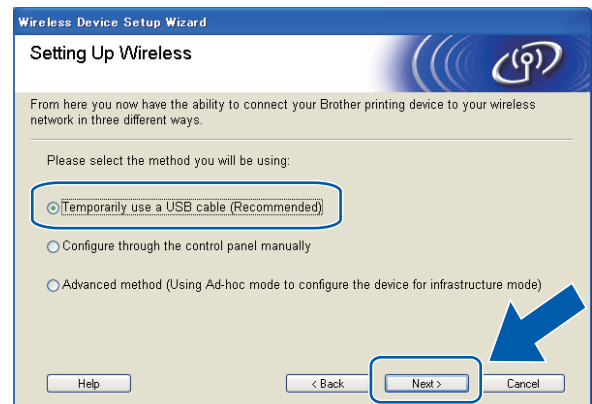 Wireless Device Setup Wizard
Setting Up Wireless
From here you now have the ability to connect your Brother printing device to your wireless
network in three different ways.
Please select the method you will be using:
Temporarily use a USB cable (Recommended)
Configure through the control panel manually
Advanced method (Using Ad-hoc mode to configure the device for infrastructure mode)
Help
< Back
Next >
Cancel